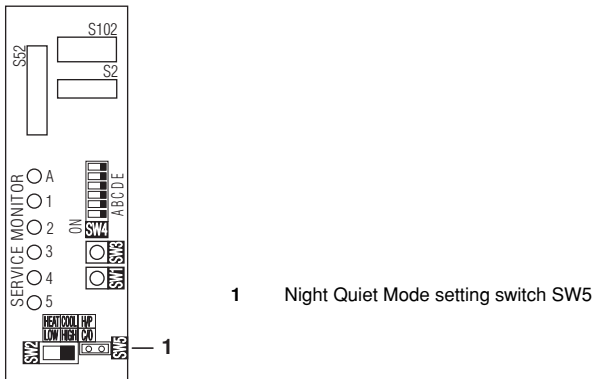 S102
S52
S2
SERVICE MONITOR
A
1
2
3
4
5
ON
ABCDE
SW4
SW3
SW1
HEAT COOL H/P
LOW HIGH C/O
SW2
SW5
1
1 Night Quiet Mode setting switch SW5